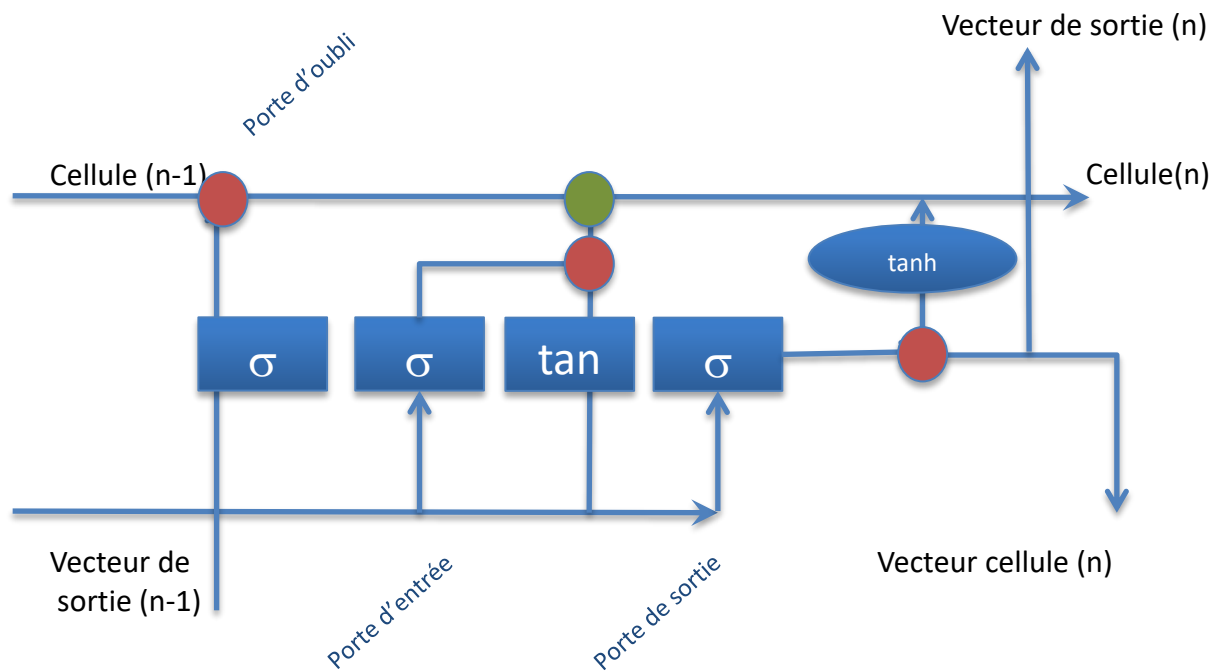 Vecteur de sortie (n)
Porte d'oubli
Cellule (n-1)
Cellule(n)
tanh
σ
σ
tan
σ
Vecteur de
sortie (n-1)
Porte d'entrée
Porte de sortie
Vecteur cellule (n)